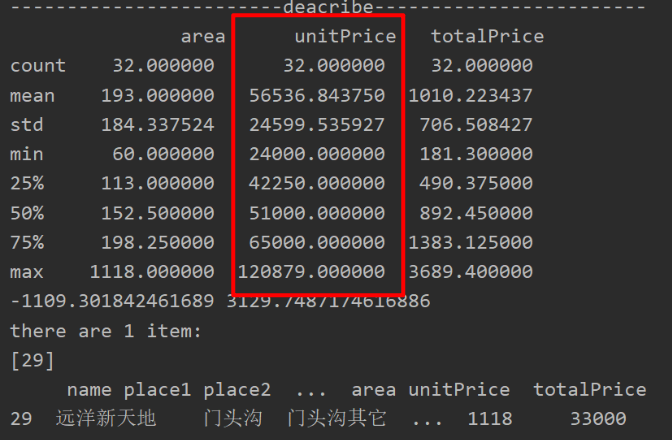 ------------------------deacribe------------------------
area unitPrice totalPrice
count 32.000000 32.000000 32.000000
mean 193.000000 56536.843750 1010.223437
std 184.337524 24599.535927 706.508427
min 60.000000 24000.000000 181.300000
25% 113.000000 42250.000000 490.375000
50% 152.500000 51000.000000 892.450000
75% 198.250000 65000.000000 1383.125000
max 1118.000000 120879.000000 3689.400000
-1109.301842461689 3129.7487174616886
there are 1 item:
[29]
name place1 place2 ... area unitPrice totalPrice
29 远洋新天地 门头沟 门头沟其它 ... 1118 33000